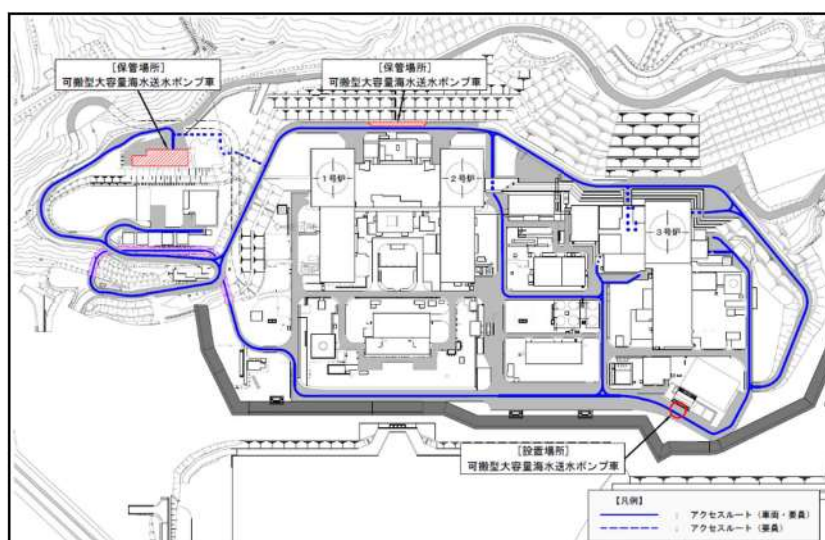 ［保管場所］
可搬型大容量海水送水ポンプ車
［保管場所］
可搬型大容量海水送水ポンプ車
1号炉
2号炉
3号炉
［設置場所］
可搬型大容量海水送水ポンプ車
【凡例】
： アクセスルート（車両・要員）
： アクセスルート（要員）